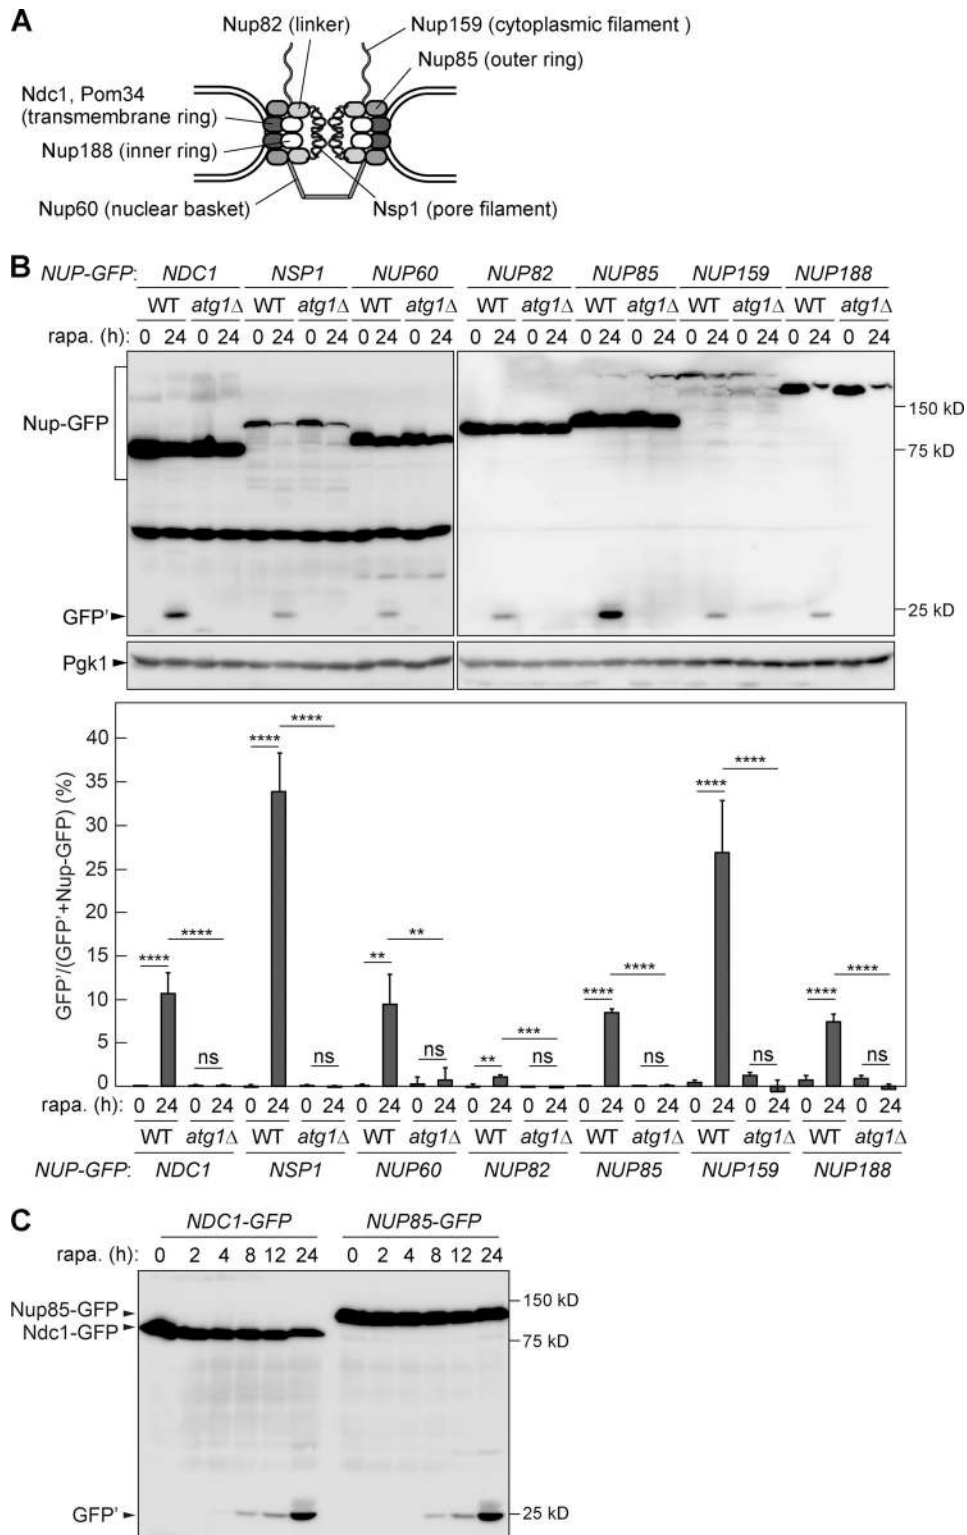 A
Nup82 (linker)
Nup159 (cytoplasmic filament )
Nup85 (outer ring)
Ndc1, Pom34
(transmembrane ring)
Nup188 (inner ring)
Nup60 (nuclear basket)
Nsp1 (pore filament)
B
NUP-GFP: NDC1 NSP1 NUP60 NUP82 NUP85 NUP159 NUP188
WT atg1Δ WT atg1Δ WT atg1Δ WT atg1Δ WT atg1Δ WT atg1Δ WT atg1Δ
rapa. (h): 0 24 0 24 0 24 0 24 0 24 0 24 0 24 0 24 0 24 0 24 0 24 0 24 0 24 0 24
Nup-GFP
150 kD
75 kD
GFP'
25 kD
Pgk1
GFP'/(GFP'+Nup-GFP) (%)
40
35
30
25
20
15
10
5
0
**** **** ns
**** **** ns
** ** ns
** *** ns
**** **** ns
**** **** ns
**** **** ns
rapa. (h): 0 24 0 24 0 24 0 24 0 24 0 24 0 24 0 24 0 24 0 24 0 24 0 24 0 24 0 24
WT atg1Δ WT atg1Δ WT atg1Δ WT atg1Δ WT atg1Δ WT atg1Δ WT atg1Δ
NUP-GFP: NDC1 NSP1 NUP60 NUP82 NUP85 NUP159 NUP188
C
NDC1-GFP NUP85-GFP
rapa. (h): 0 2 4 8 12 24 0 2 4 8 12 24
Nup85-GFP
Ndc1-GFP
150 kD
75 kD
GFP'
25 kD